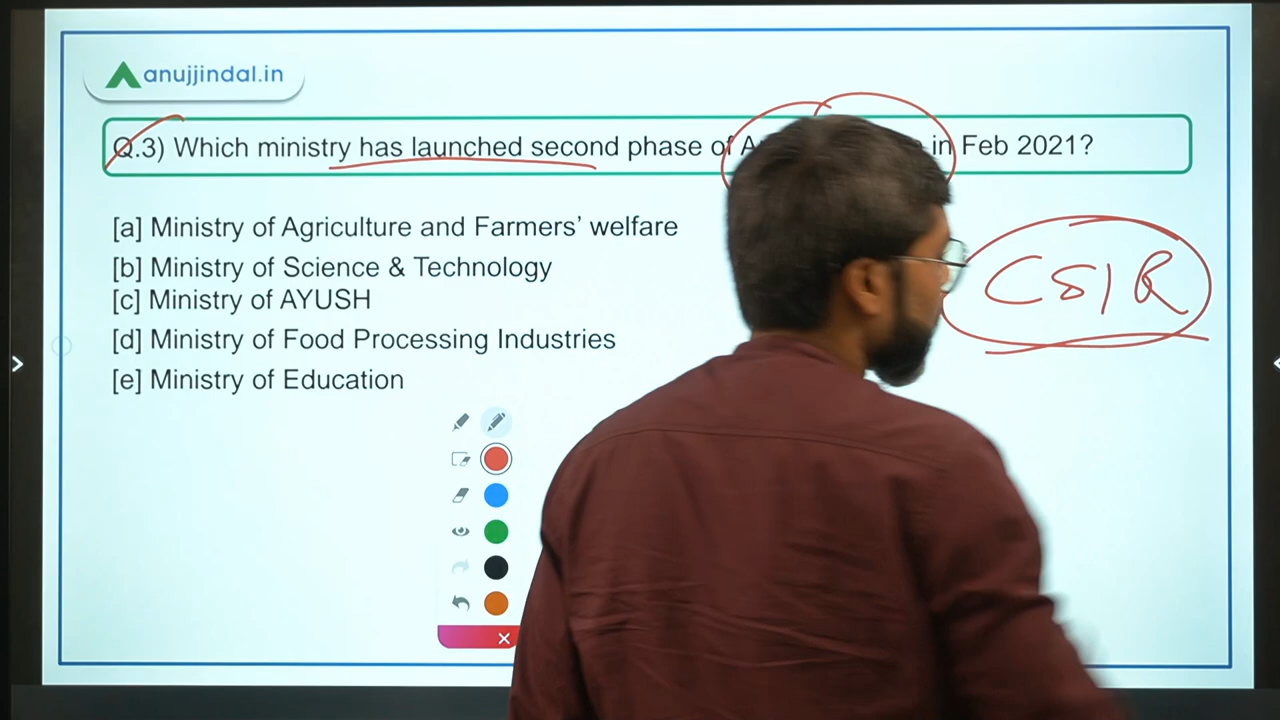 anujjindal.in
Q.3) Which ministry has launched second phase of in Feb 2021?
[a] Ministry of Agriculture and Farmers’ welfare
CSIR
[b] Ministry of Science & Technology
[c] Ministry of AYUSH
[d] Ministry of Food Processing Industries
[e] Ministry of Education